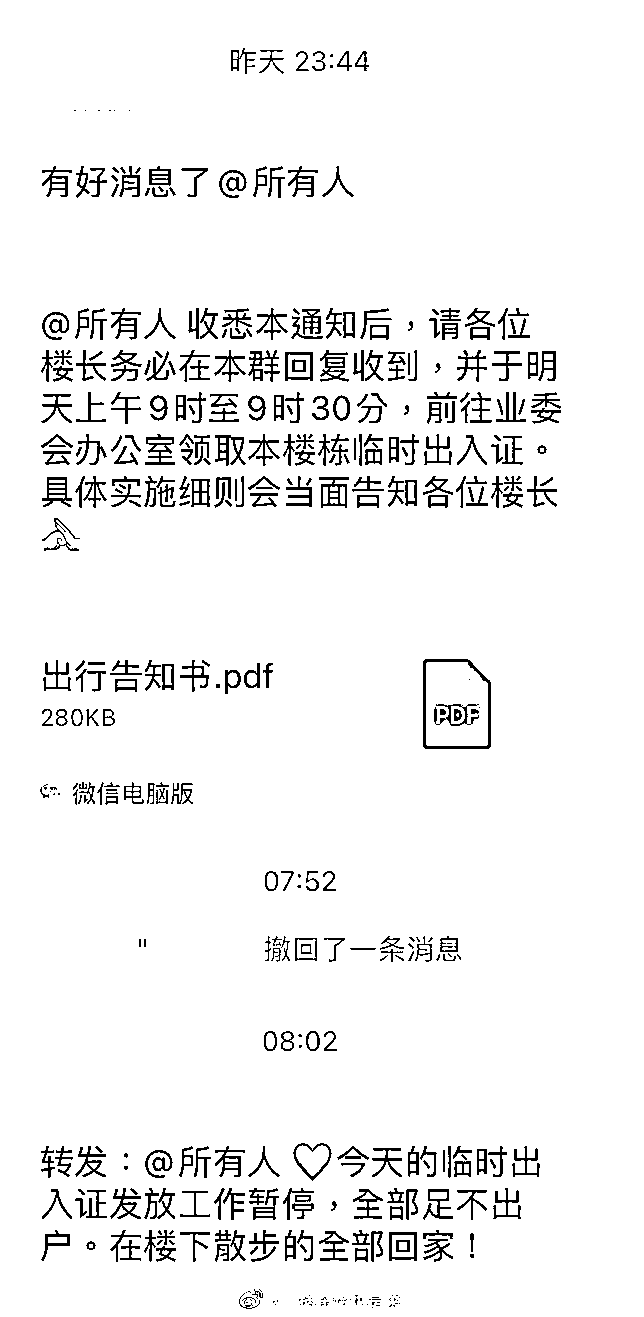 昨天 23:44
有好消息了@所有人
@所有人 收悉本通知后，请各位
楼长务必在本群回复收到，并于明
天上午9时至9时30分，前往业委
会办公室领取本楼栋临时出入证。
具体实施细则会当面告知各位楼长
出行告知书.pdf
280KB
PDF
微信电脑版
07:52
" 撤回了一条消息
08:02
转发：@所有人 ♡今天的临时出
入证发放工作暂停，全部足不出
户。在楼下散步的全部回家！